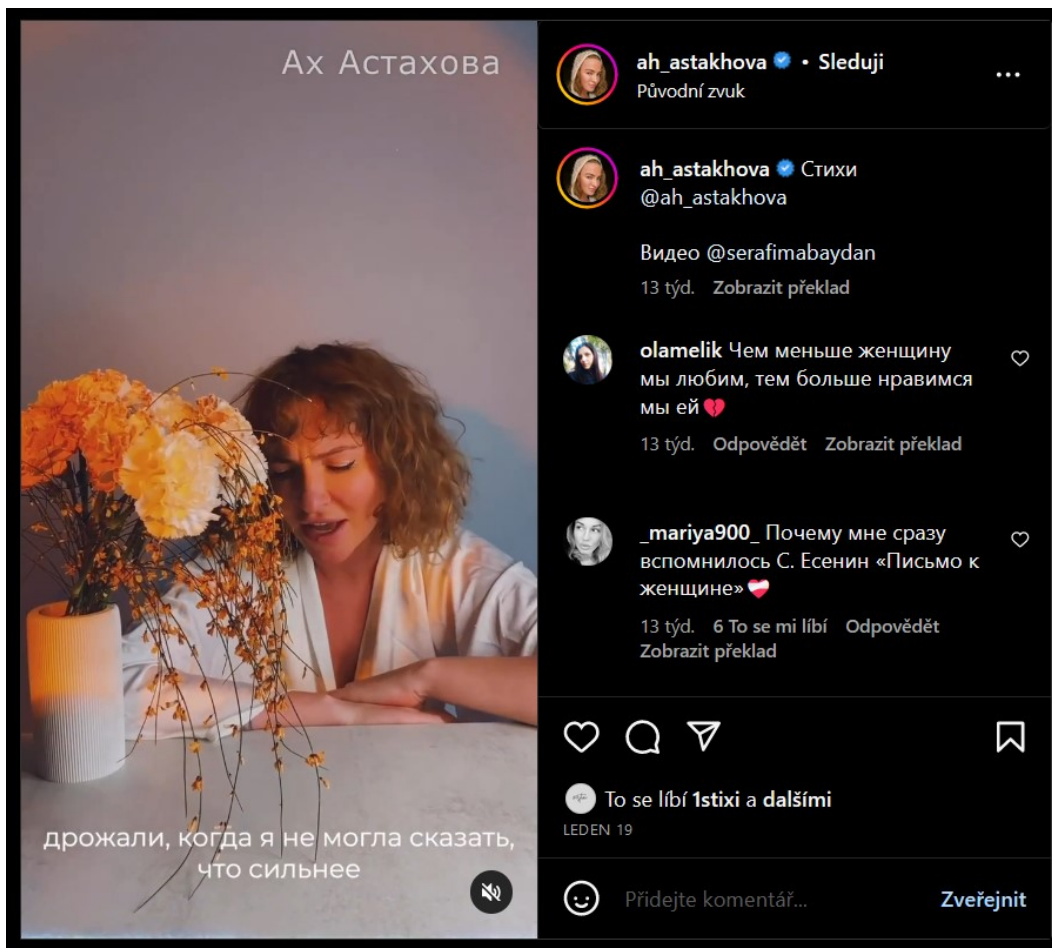 Ах Астахова
дрожали, когда я не могла сказать,
что сильнее
ah_astakhova • Sleduji
Původní zvuk
ah_astakhova Стихи
@ah_astakhova
Видео @serafimabaydan
13 týd. Zobrazit překlad
olamelik Чем меньше женщину
мы любим, тем больше нравимся
мы ей💔
13 týd. Odpovědět Zobrazit překlad
_mariya900_ Почему мне сразу
вспомнилось С. Есенин «Письмо к
женщине»❤️‍🩹
13 týd. 6 To se mi líbí Odpovědět
Zobrazit překlad
To se líbí 1stixi a dalšími
LEDEN 19
Přidejte komentář... Zveřejnit